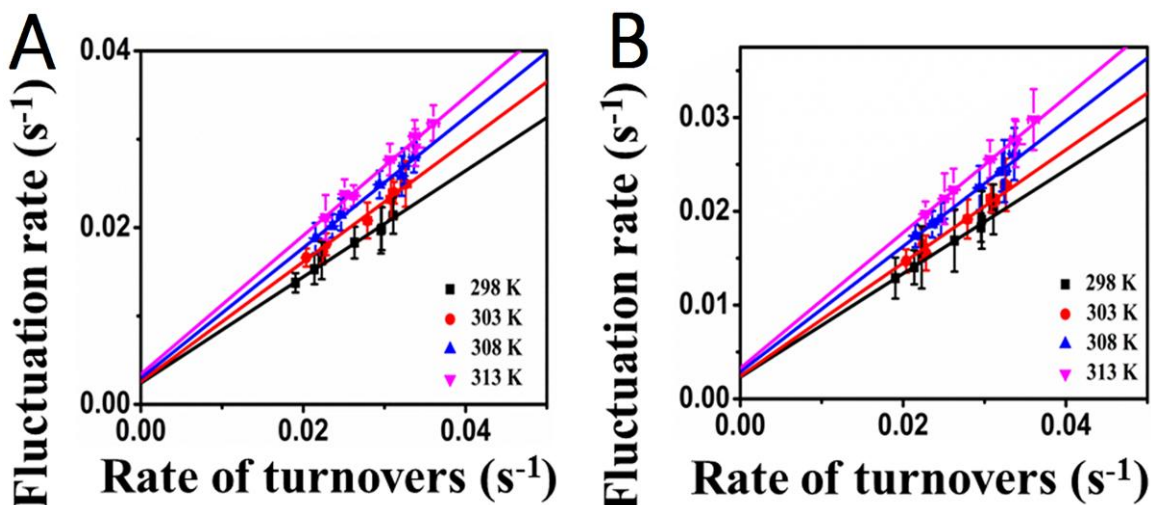 A
Fluctuation rate (s-1)
0.04
0.02
0.00
298 K
303 K
308 K
313 K
0.00
0.02
0.04
Rate of turnovers (s-1)
B
Fluctuation rate (s-1)
0.03
0.02
0.01
0.00
298 K
303 K
308 K
313 K
0.00
0.02
0.04
Rate of turnovers (s-1)